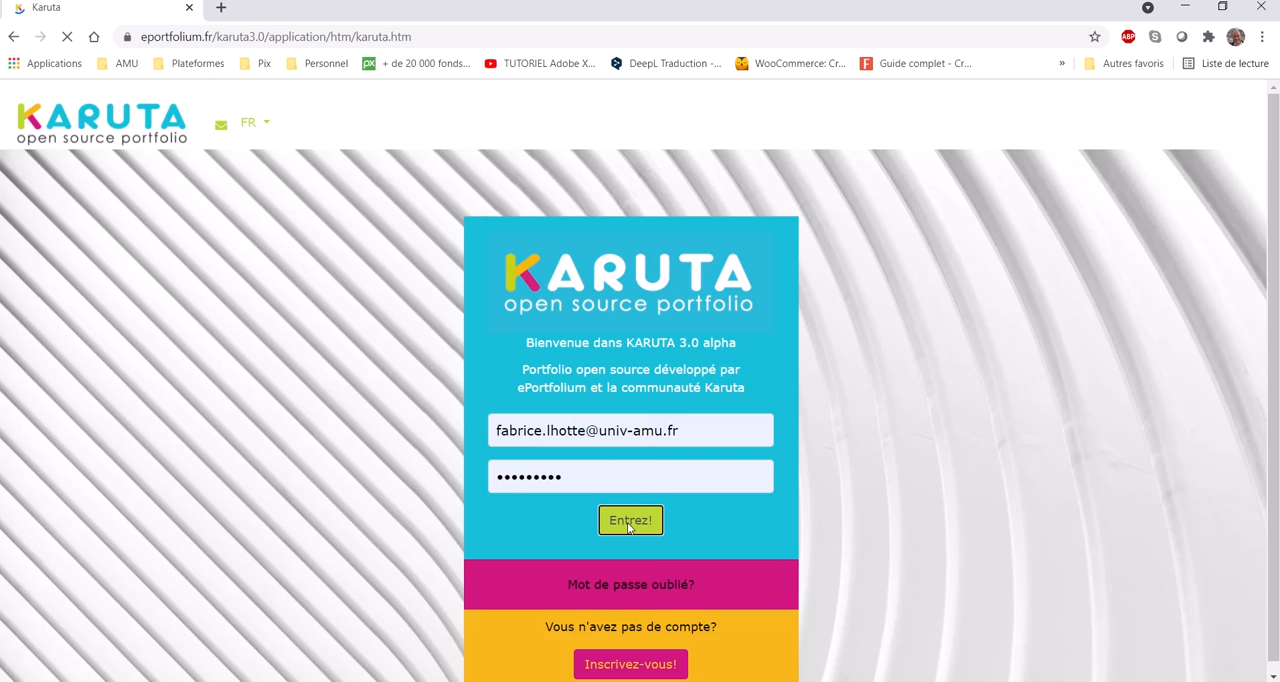 Karuta
eportfolium.fr/karuta3.0/application/htm/karuta.htm
ABP
Applications
AMU
Plateformes
Pix
Personnel
px
+ de 20 000 fonds...
TUTORIEL Adobe X...
DeepL Traduction -...
WooCommerce: Cr...
F
Guide complet - Cr...
»
Autres favoris
Liste de lecture
KARUTA
open source portfolio
FR
KARUTA
open source portfolio
Bienvenue dans KARUTA 3.0 alpha
Portfolio open source développé par
ePortfolium et la communauté Karuta
fabrice.lhotte@univ-amu.fr
•••••••••
Entrez!
Mot de passe oublié?
Vous n'avez pas de compte?
Inscrivez-vous!